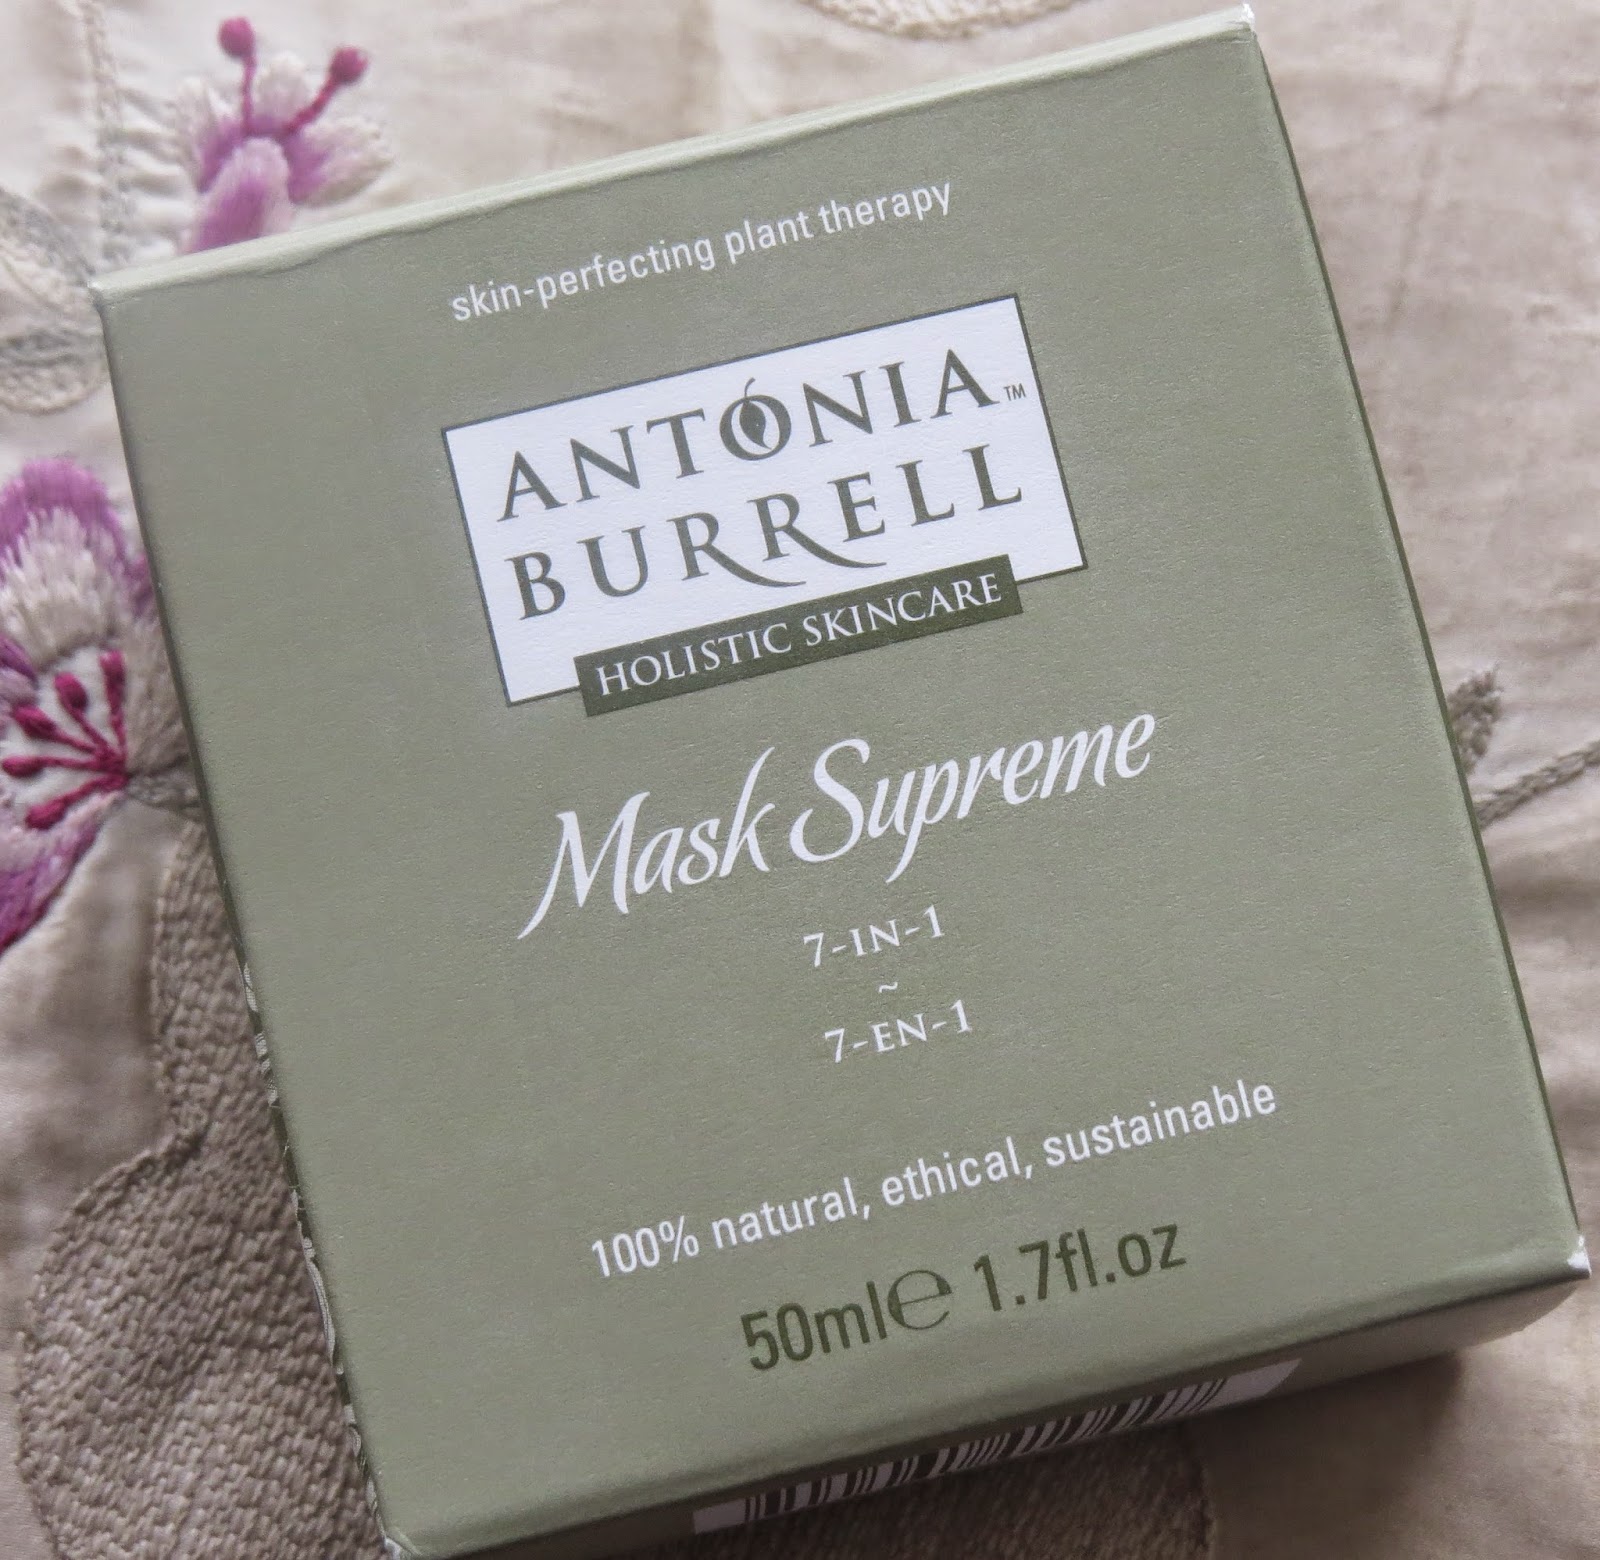 skin-perfecting plant therapy
ANTONIA™
BURRELL
HOLISTIC SKINCARE
Mask Supreme
7-IN-1
~
7-EN-1
100% natural, ethical, sustainable
50ml℮ 1.7fl.oz